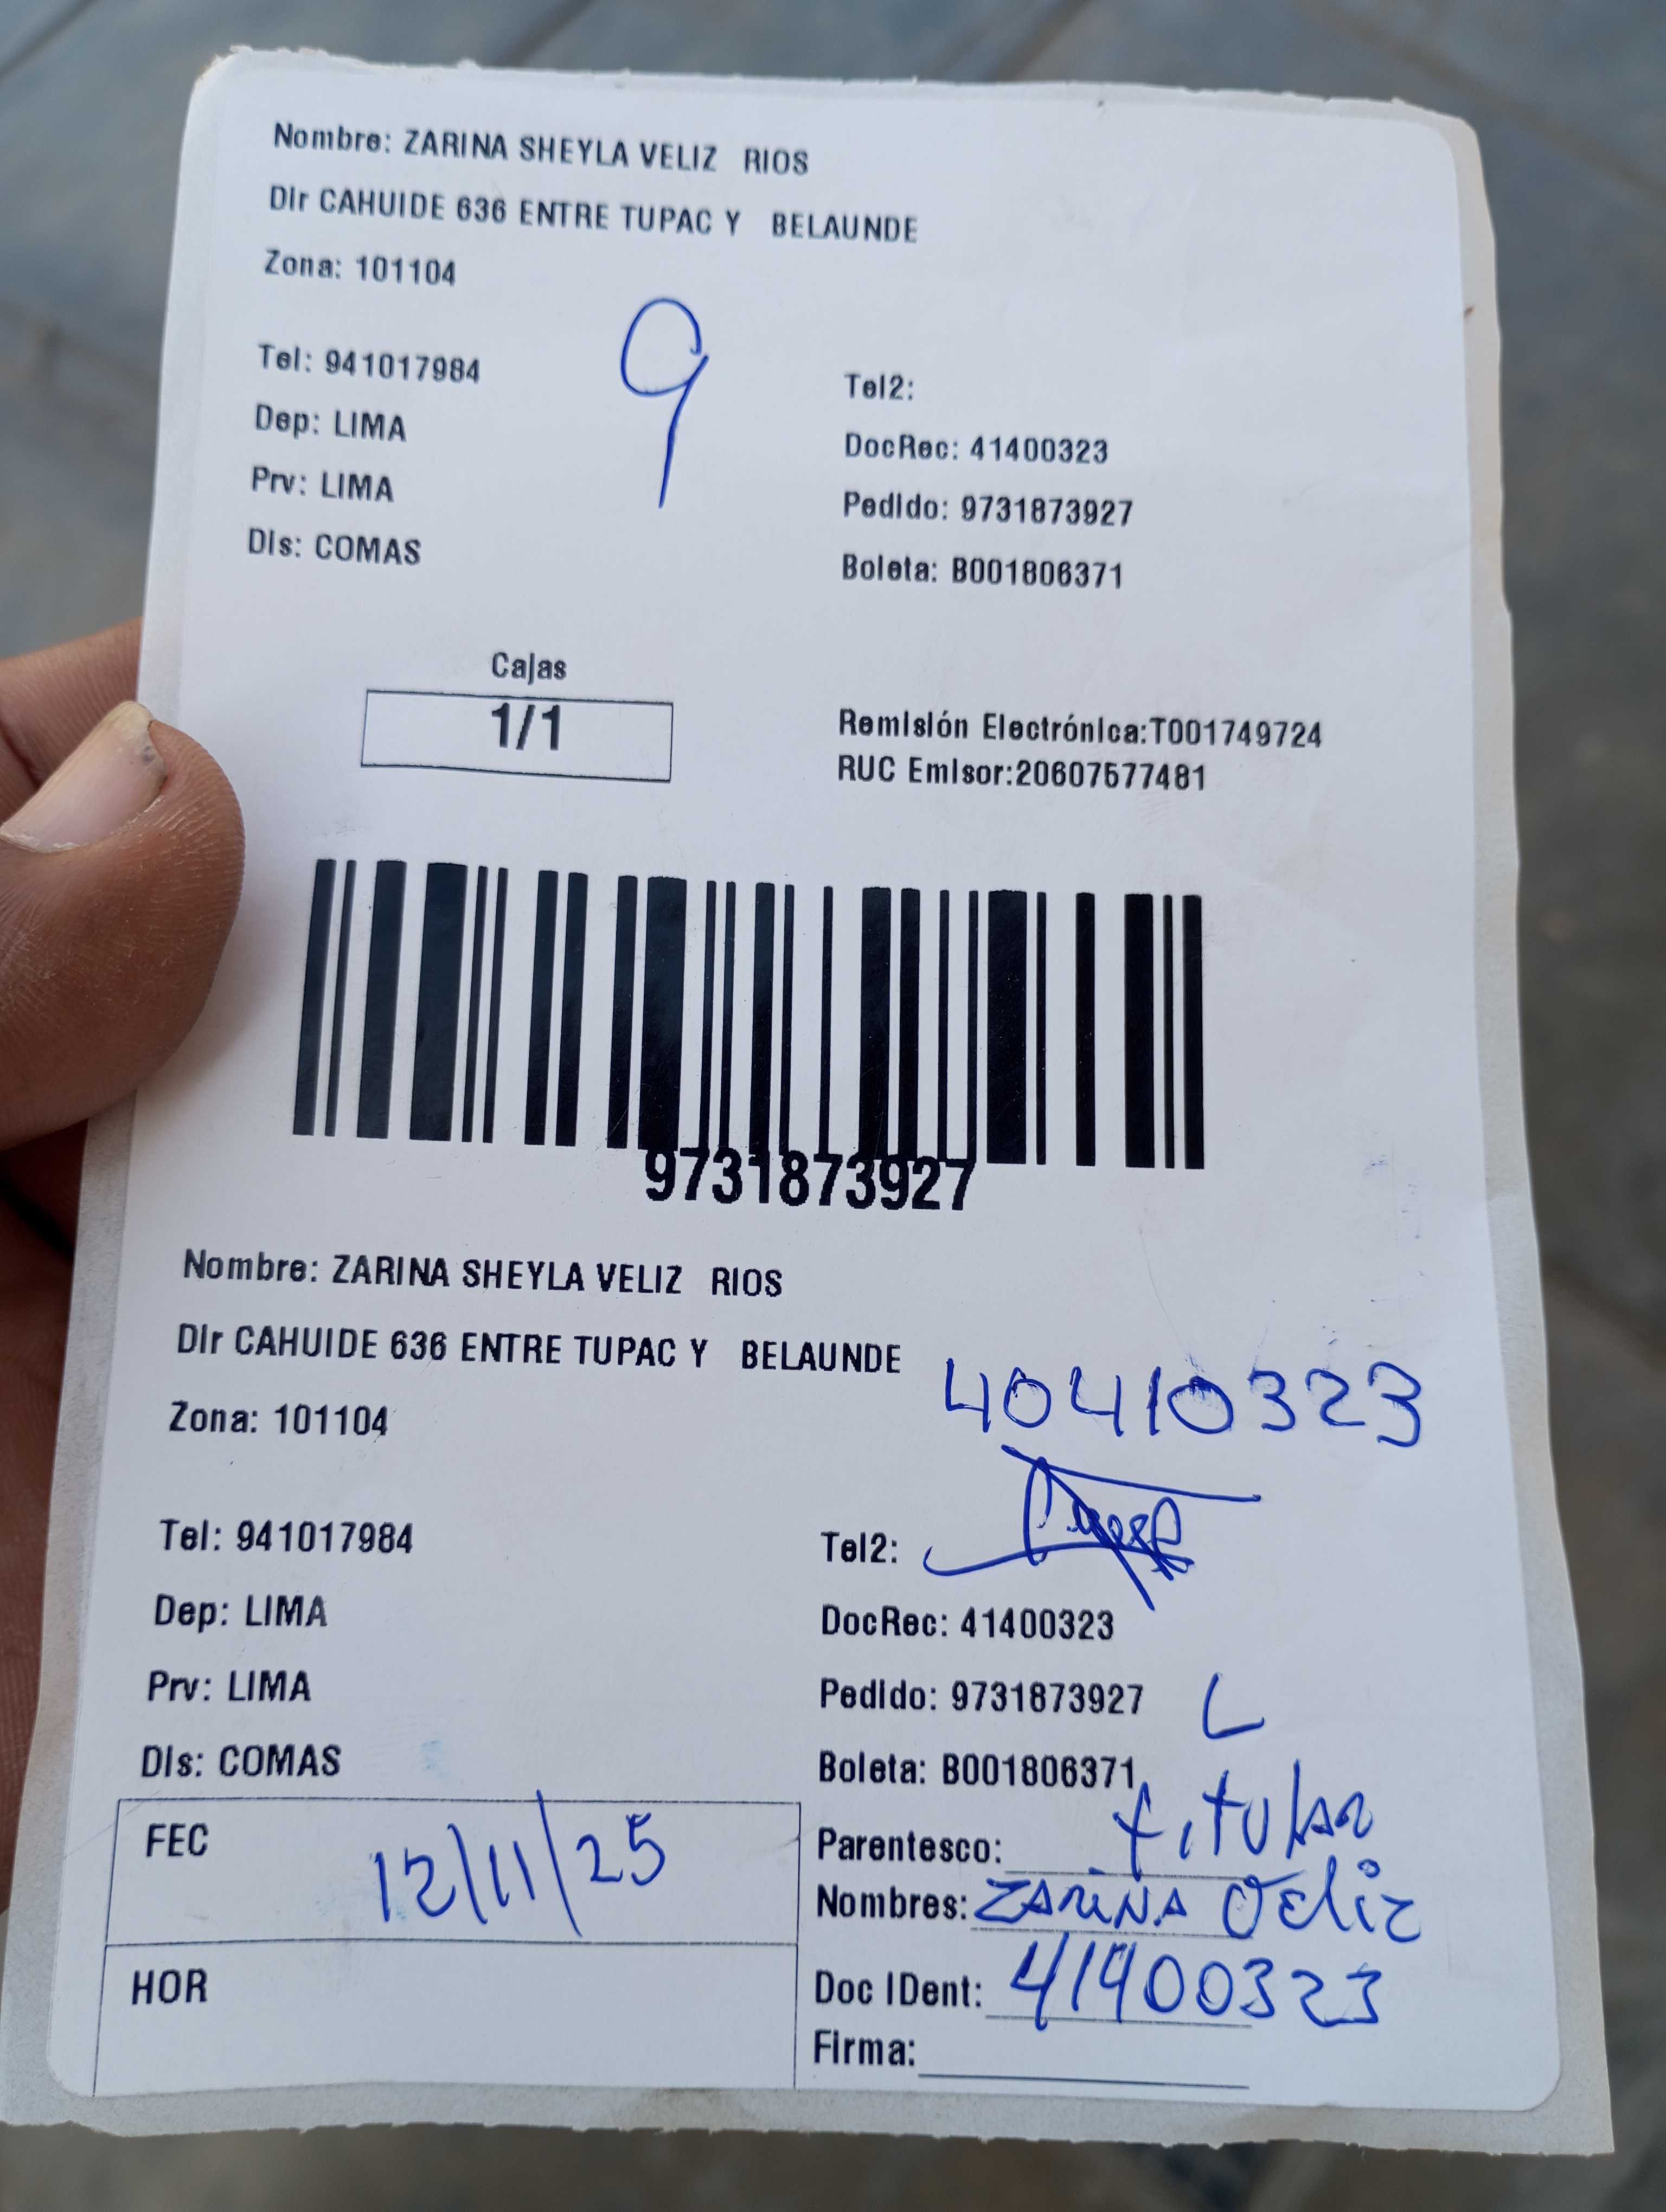 Nombre: ZARINA SHEYLA VELIZ RIOS
Dir CAHUIDE 636 ENTRE TUPAC Y BELAUNDE
Zona: 101104
9
Tel: 941017984
Tel2:
Dep: LIMA
DocRec: 41400323
Prv: LIMA
Pedido: 9731873927
Dis: COMAS
Boleta: B001806371
Cajas
1/1
Remisión Electrónica:T001749724
RUC Emisor:20607577481
9731873927
Nombre: ZARINA SHEYLA VELIZ RIOS
Dir CAHUIDE 636 ENTRE TUPAC Y BELAUNDE
40410323
Zona: 101104
Tel: 941017984
Tel2:
Dep: LIMA
DocRec: 41400323
Prv: LIMA
Pedido: 9731873927 L
Dis: COMAS
Boleta: B001806371
FEC 12/11/25
Parentesco: titular
Nombres: ZARINA Veliz
HOR
Doc IDent: 41400323
Firma: